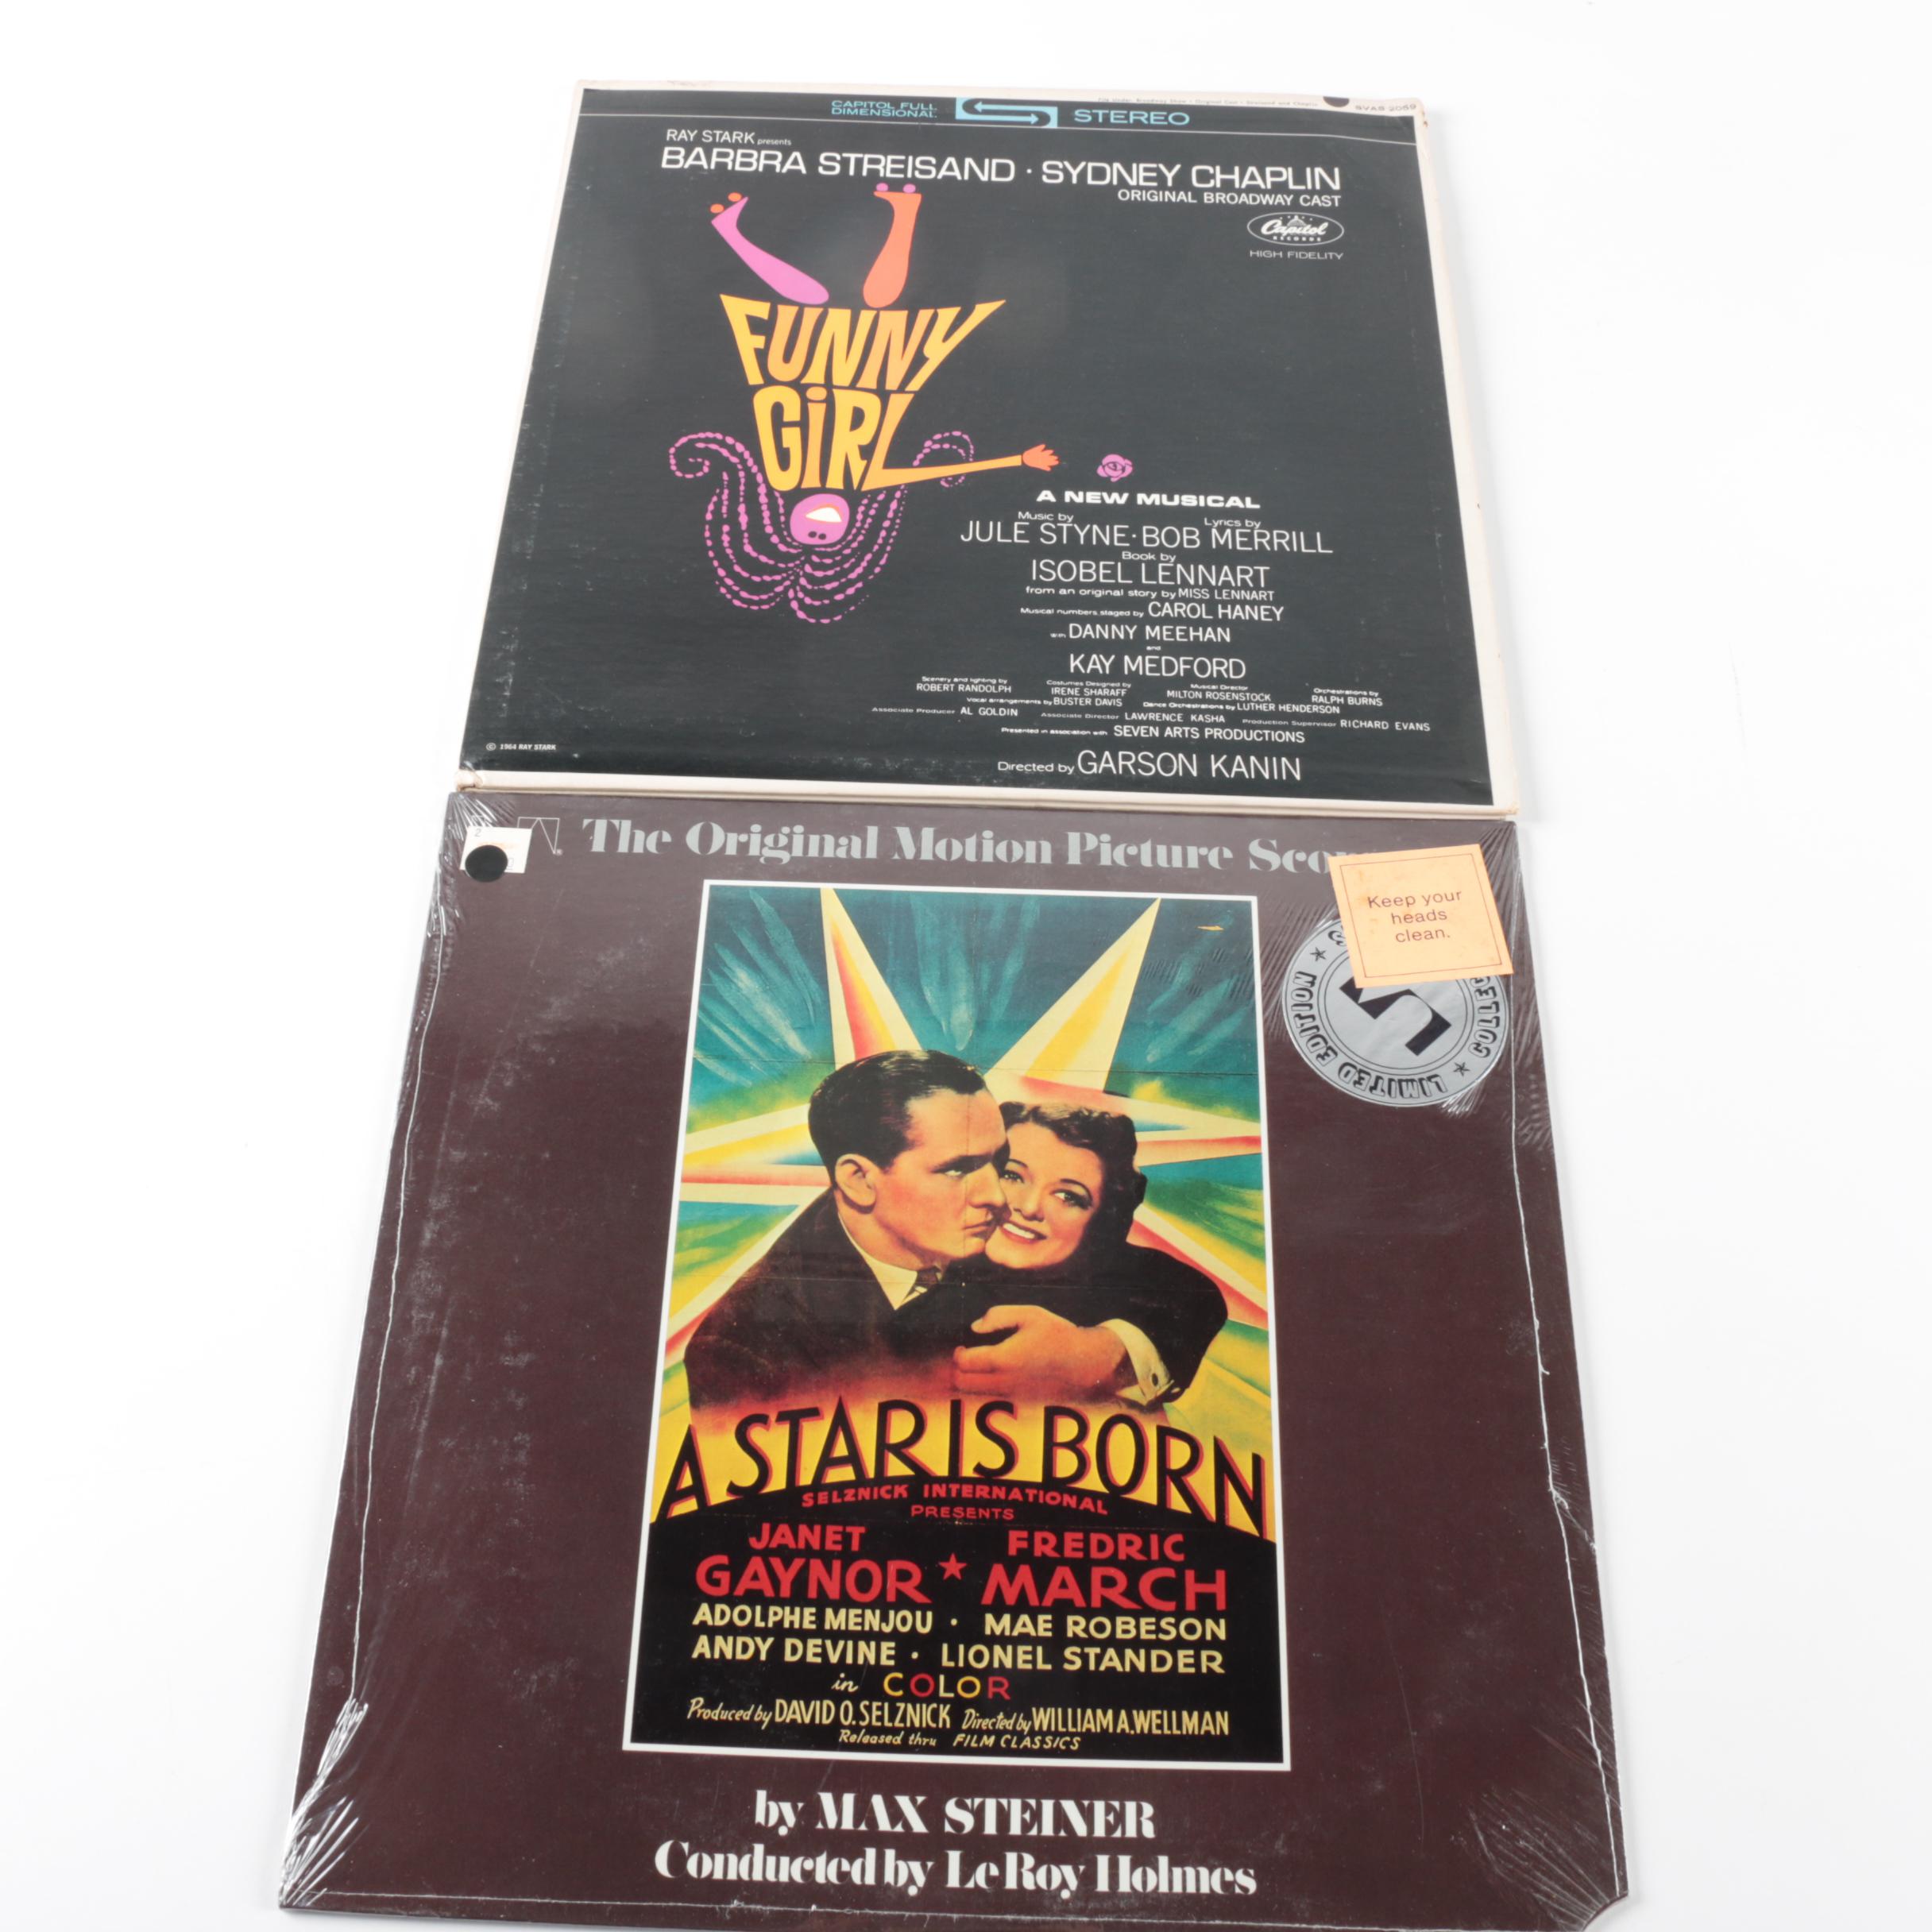 CAPITOL FULL
DIMENSIONAL
STEREO
SVAS 2059
RAY STARK presents
BARBRA STREISAND · SYDNEY CHAPLIN
ORIGINAL BROADWAY CAST
Capitol
RECORDS
HIGH FIDELITY
FUNNY
GiRL
A NEW MUSICAL
Music by Lyrics by
JULE STYNE · BOB MERRILL
Book by
ISOBEL LENNART
from an original story by MISS LENNART
Musical numbers staged by CAROL HANEY
with DANNY MEEHAN
and
KAY MEDFORD
Scenery and lighting by Costumes Designed by Musical Director Orchestrations by
ROBERT RANDOLPH IRENE SHARAFF MILTON ROSENSTOCK RALPH BURNS
Vocal arrangements by BUSTER DAVIS Dance Orchestrations by LUTHER HENDERSON
Associate Producer AL GOLDIN Associate Director LAWRENCE KASHA Production Supervisor RICHARD EVANS
Presented in association with SEVEN ARTS PRODUCTIONS
© 1964 RAY STARK
Directed by GARSON KANIN
The Original Motion Picture Sco
Keep your
heads
clean.
LIMITED EDITION
A STAR IS BORN
SELZNICK INTERNATIONAL
PRESENTS
JANET FREDRIC
GAYNOR ★ MARCH
ADOLPHE MENJOU · MAE ROBESON
ANDY DEVINE · LIONEL STANDER
in COLOR
Produced by DAVID O. SELZNICK Directed by WILLIAM A. WELLMAN
Released thru FILM CLASSICS
by MAX STEINER
Conducted by LeRoy Holmes